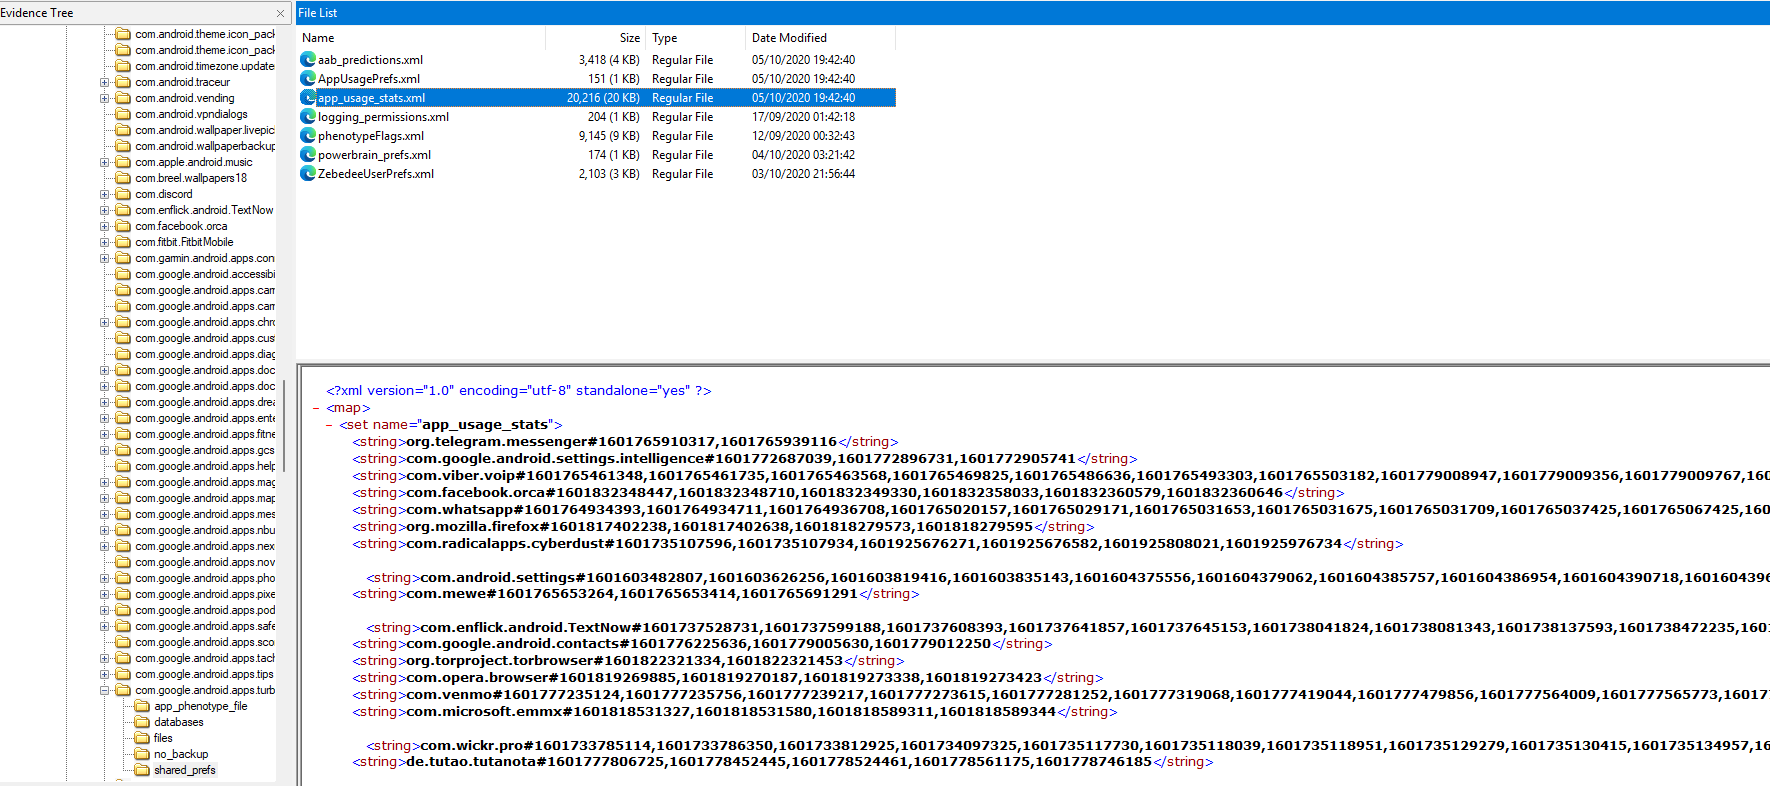 Evidence Tree
com.android.theme.icon_pack
com.android.theme.icon_pack
com.android.timezone.update
com.android.traceur
com.android.vending
com.android.vpndialogs
com.android.wallpaper.livepic
com.android.wallpaperbackup
com.apple.android.music
com.breel.wallpapers18
com.discord
com.enflick.android.TextNow
com.facebook.orca
com.fitbit.FitbitMobile
com.garmin.android.apps.con
com.google.android.accessibi
com.google.android.apps.cam
com.google.android.apps.cam
com.google.android.apps.chro
com.google.android.apps.cus
com.google.android.apps.diag
com.google.android.apps.doc
com.google.android.apps.doc
com.google.android.apps.drea
com.google.android.apps.ente
com.google.android.apps.fitne
com.google.android.apps.gcs
com.google.android.apps.help
com.google.android.apps.mag
com.google.android.apps.map
com.google.android.apps.mes
com.google.android.apps.nbu
com.google.android.apps.nex
com.google.android.apps.nov
com.google.android.apps.pho
com.google.android.apps.pixe
com.google.android.apps.pod
com.google.android.apps.safe
com.google.android.apps.sco
com.google.android.apps.tach
com.google.android.apps.tips
com.google.android.apps.turb
app_phenotype_file
databases
files
no_backup
shared_prefs
File List
Name Size Type Date Modified
aab_predictions.xml 3,418 (4 KB) Regular File 05/10/2020 19:42:40
AppUsagePrefs.xml 151 (1 KB) Regular File 05/10/2020 19:42:40
app_usage_stats.xml 20,216 (20 KB) Regular File 05/10/2020 19:42:40
logging_permissions.xml 204 (1 KB) Regular File 17/09/2020 01:42:18
phenotypeFlags.xml 9,145 (9 KB) Regular File 12/09/2020 00:32:43
powerbrain_prefs.xml 174 (1 KB) Regular File 04/10/2020 03:21:42
ZebedeeUserPrefs.xml 2,103 (3 KB) Regular File 03/10/2020 21:56:44
<?xml version="1.0" encoding="utf-8" standalone="yes" ?>
- <map>
- <set name="app_usage_stats">
<string>org.telegram.messenger#1601765910317,1601765939116</string>
<string>com.google.android.settings.intelligence#1601772687039,1601772896731,1601772905741</string>
<string>com.viber.voip#1601765461348,1601765461735,1601765463568,1601765469825,1601765486636,1601765493303,1601765503182,1601779008947,1601779009356,1601779009767,160
<string>com.facebook.orca#1601832348447,1601832348710,1601832349330,1601832358033,1601832360579,1601832360646</string>
<string>com.whatsapp#1601764934393,1601764934711,1601764936708,1601765020157,1601765029171,1601765031653,1601765031675,1601765031709,1601765037425,1601765067425,160
<string>org.mozilla.firefox#1601817402238,1601817402638,1601818279573,1601818279595</string>
<string>com.radicalapps.cyberdust#1601735107596,1601735107934,1601925676271,1601925676582,1601925808021,1601925976734</string>
<string>com.android.settings#1601603482807,1601603626256,1601603819416,1601603835143,1601604375556,1601604379062,1601604385757,1601604386954,1601604390718,1601604396
<string>com.mewe#1601765653264,1601765653414,1601765691291</string>
<string>com.enflick.android.TextNow#1601737528731,1601737599188,1601737608393,1601737641857,1601737645153,1601738041824,1601738081343,1601738137593,1601738472235,1601
<string>com.google.android.contacts#1601776225636,1601779005630,1601779012250</string>
<string>org.torproject.torbrowser#1601822321334,1601822321453</string>
<string>com.opera.browser#1601819269885,1601819270187,1601819273338,1601819273423</string>
<string>com.venmo#1601777235124,1601777235756,1601777239217,1601777273615,1601777281252,1601777319068,1601777419044,1601777479856,1601777564009,1601777565773,16017
<string>com.microsoft.emmx#1601818531327,1601818531580,1601818589311,1601818589344</string>
<string>com.wickr.pro#1601733785114,1601733786350,1601733812925,1601734097325,1601735117730,1601735118039,1601735118951,1601735129279,1601735130415,1601735134957,16
<string>de.tutao.tutanota#1601777806725,1601778452445,1601778524461,1601778561175,1601778746185</string>